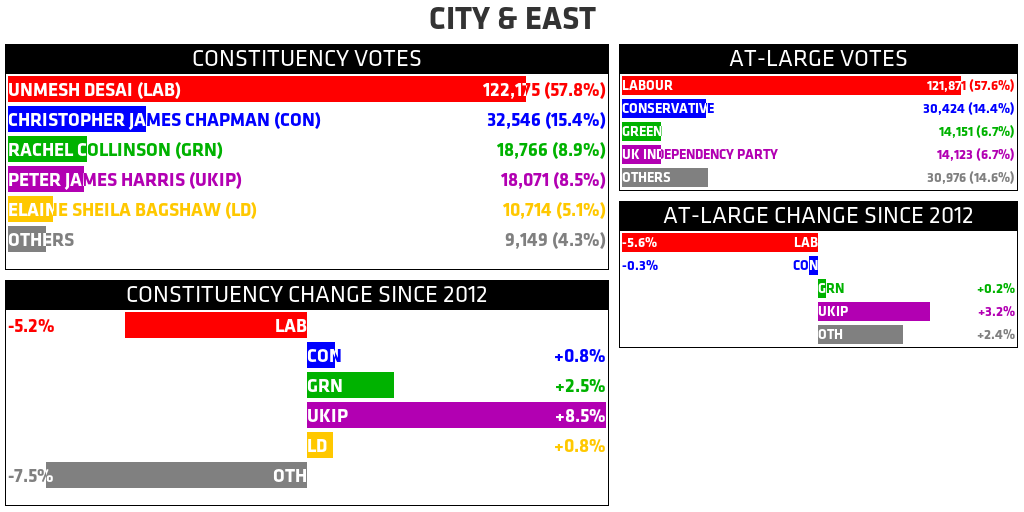 CITY & EAST
CONSTITUENCY VOTES
UNMESH DESAI (LAB) 122,175 (57.8%)
CHRISTOPHER JAMES CHAPMAN (CON) 32,546 (15.4%)
RACHEL COLLINSON (GRN) 18,766 (8.9%)
PETER JAMES HARRIS (UKIP) 18,071 (8.5%)
ELAINE SHEILA BAGSHAW (LD) 10,714 (5.1%)
OTHERS 9,149 (4.3%)
CONSTITUENCY CHANGE SINCE 2012
-5.2% LAB
CON +0.8%
GRN +2.5%
UKIP +8.5%
LD +0.8%
-7.5% OTH
AT-LARGE VOTES
LABOUR 121,871 (57.6%)
CONSERVATIVE 30,424 (14.4%)
GREEN 14,151 (6.7%)
UK INDEPENDENCY PARTY 14,123 (6.7%)
OTHERS 30,976 (14.6%)
AT-LARGE CHANGE SINCE 2012
-5.6% LAB
-0.3% CON
GRN +0.2%
UKIP +3.2%
OTH +2.4%